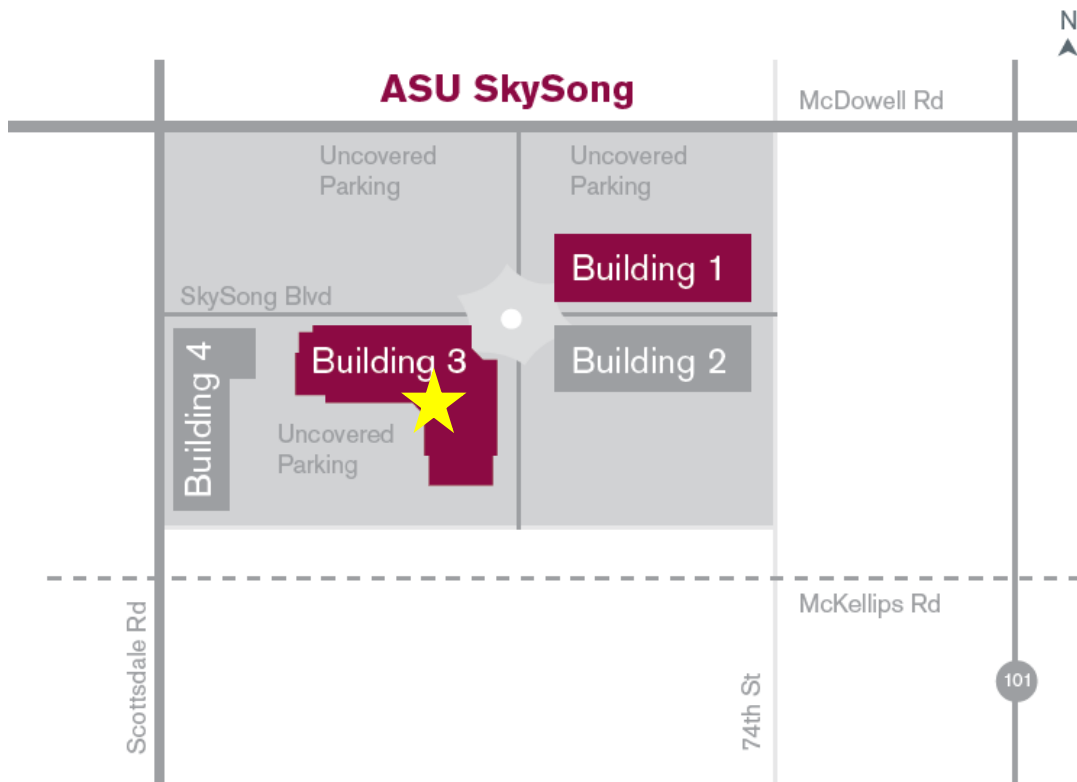 N
ASU SkySong
McDowell Rd
Uncovered
Parking
Uncovered
Parking
Building 1
SkySong Blvd
Building 4
Building 3
Building 2
Uncovered
Parking
McKellips Rd
Scottsdale Rd
74th St
101